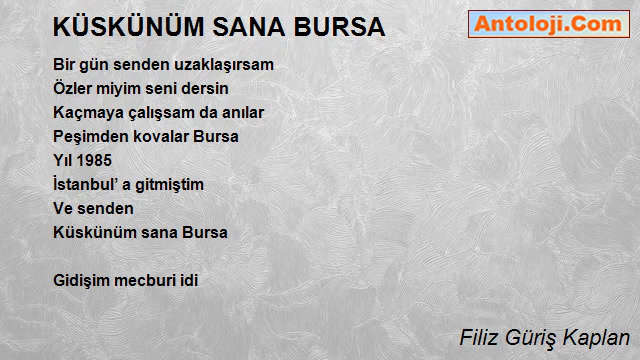 KÜSKÜNÜM SANA BURSA
Antoloji.Com
Bir gün senden uzaklaşırsam
Özler miyim seni dersin
Kaçmaya çalışsam da anılar
Peşimden kovalar Bursa
Yıl 1985
İstanbul’ a gitmiştim
Ve senden
Küskünüm sana Bursa

Gidişim mecburi idi
Filiz Güriş Kaplan